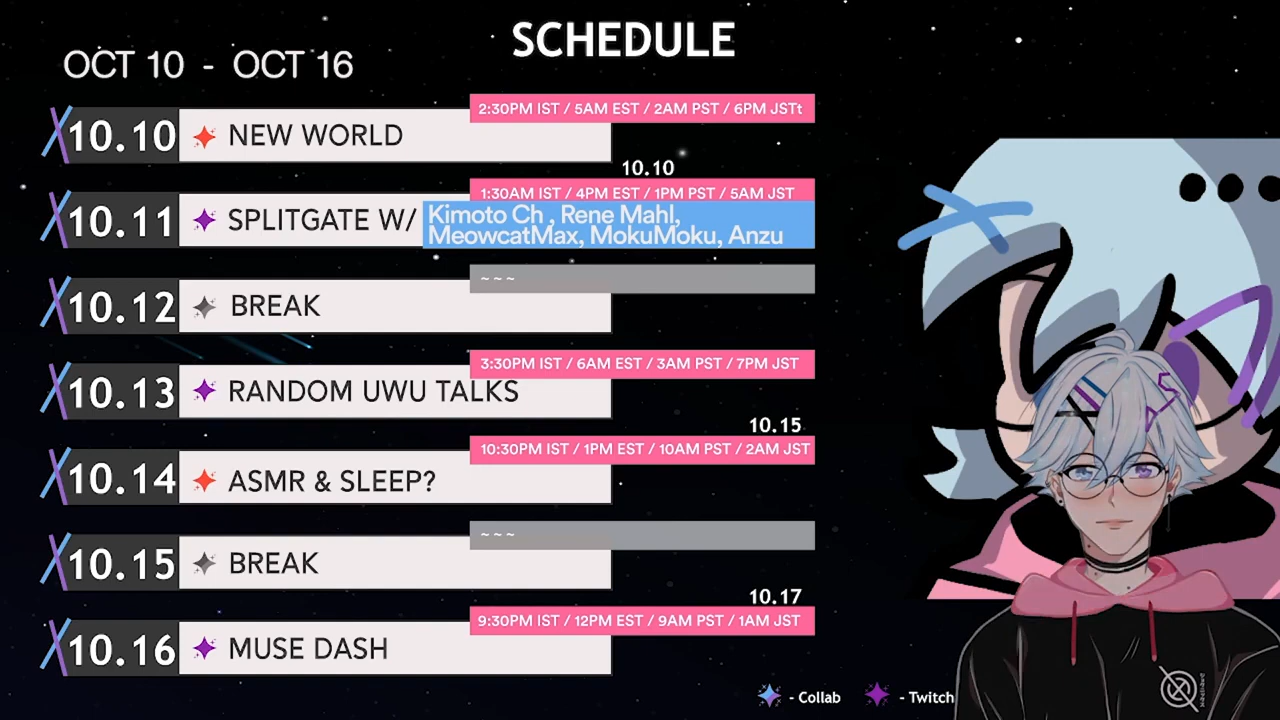 SCHEDULE
OCT 10 - OCT 16
2:30PM IST / 5AM EST / 2AM PST / 6PM JSTt
10.10 NEW WORLD
10.10
1:30AM IST / 4PM EST / 1PM PST / 5AM JST
10.11 SPLITGATE W/ Kimoto Ch , Rene Mahl,
MeowcatMax, MokuMoku, Anzu
~ ~ ~
10.12 BREAK
3:30PM IST / 6AM EST / 3AM PST / 7PM JST
10.13 RANDOM UWU TALKS
10.15
10:30PM IST / 1PM EST / 10AM PST / 2AM JST
10.14 ASMR & SLEEP?
~ ~ ~
10.15 BREAK
10.17
9:30PM IST / 12PM EST / 9AM PST / 1AM JST
10.16 MUSE DASH
- Collab - Twitch